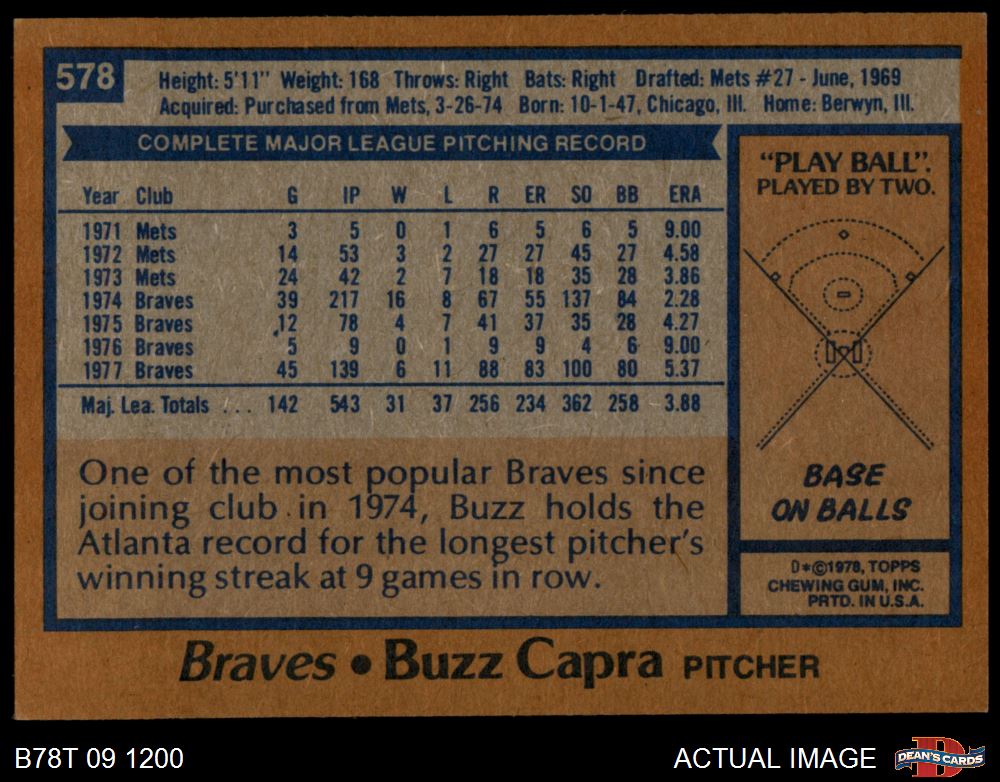 578
Height: 5'11" Weight: 168 Throws: Right Bats: Right Drafted: Mets #27 - June, 1969
Acquired: Purchased from Mets, 3-26-74 Born: 10-1-47, Chicago, Ill. Home: Berwyn, Ill.
COMPLETE MAJOR LEAGUE PITCHING RECORD
Year Club G IP W L R ER SO BB ERA
1971 Mets 3 5 0 1 6 5 6 5 9.00
1972 Mets 14 53 3 2 27 27 45 27 4.58
1973 Mets 24 42 2 7 18 18 35 28 3.86
1974 Braves 39 217 16 8 67 55 137 84 2.28
1975 Braves 12 78 4 7 41 37 35 28 4.27
1976 Braves 5 9 0 1 9 9 4 6 9.00
1977 Braves 45 139 6 11 88 83 100 80 5.37
Maj. Lea. Totals ... 142 543 31 37 256 234 362 258 3.88
One of the most popular Braves since
joining club in 1974, Buzz holds the
Atlanta record for the longest pitcher's
winning streak at 9 games in row.
"PLAY BALL".
PLAYED BY TWO.
BASE
ON BALLS
D*©1978, TOPPS
CHEWING GUM, INC.
PRTD. IN U.S.A.
Braves • Buzz Capra PITCHER
B78T 09 1200
ACTUAL IMAGE
D
DEAN'S CARDS